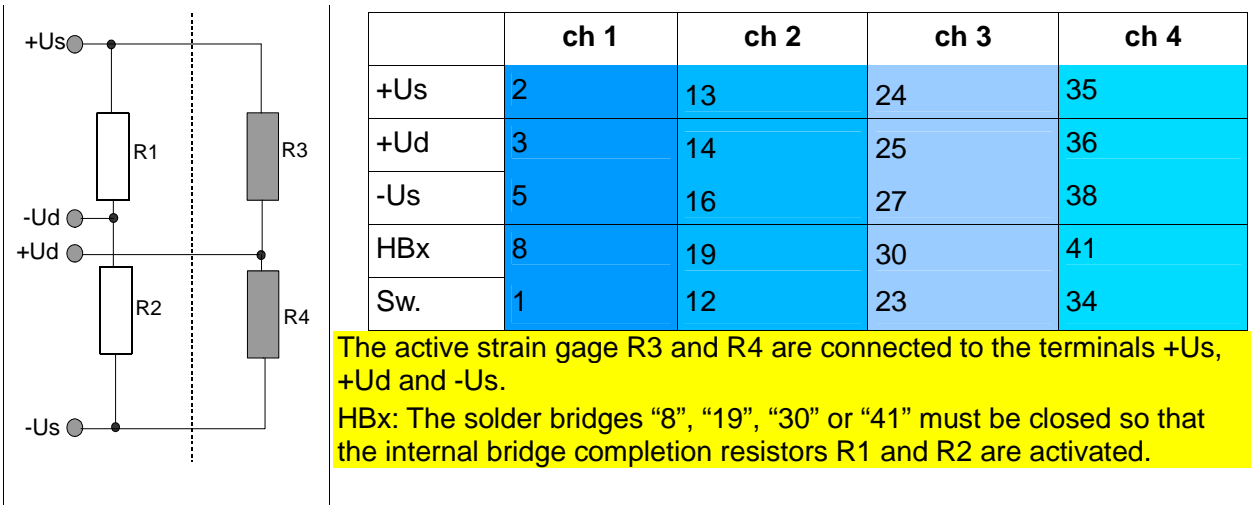 +Us
R1
R3
-Ud
+Ud
R2
R4
-Us
ch 1 ch 2 ch 3 ch 4
+Us 2 13 24 35
+Ud 3 14 25 36
-Us 5 16 27 38
HBx 8 19 30 41
Sw. 1 12 23 34
The active strain gage R3 and R4 are connected to the terminals +Us,
+Ud and -Us.
HBx: The solder bridges “8”, “19”, “30” or “41” must be closed so that
the internal bridge completion resistors R1 and R2 are activated.